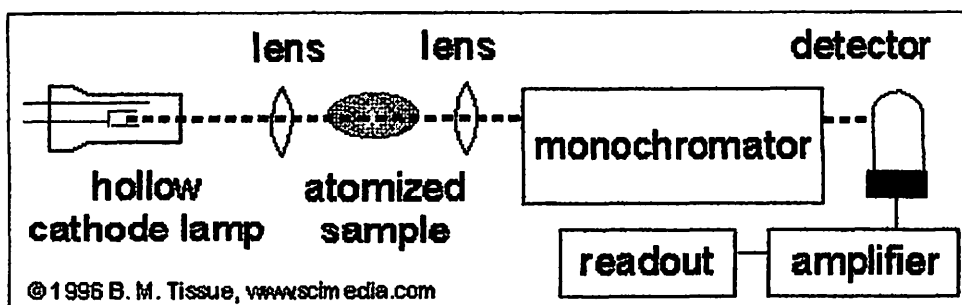 lens
lens
detector
hollow
cathode lamp
atomized
sample
monochromator
readout
amplifier
©1996 B. M. Tissue, www.scimedia.com